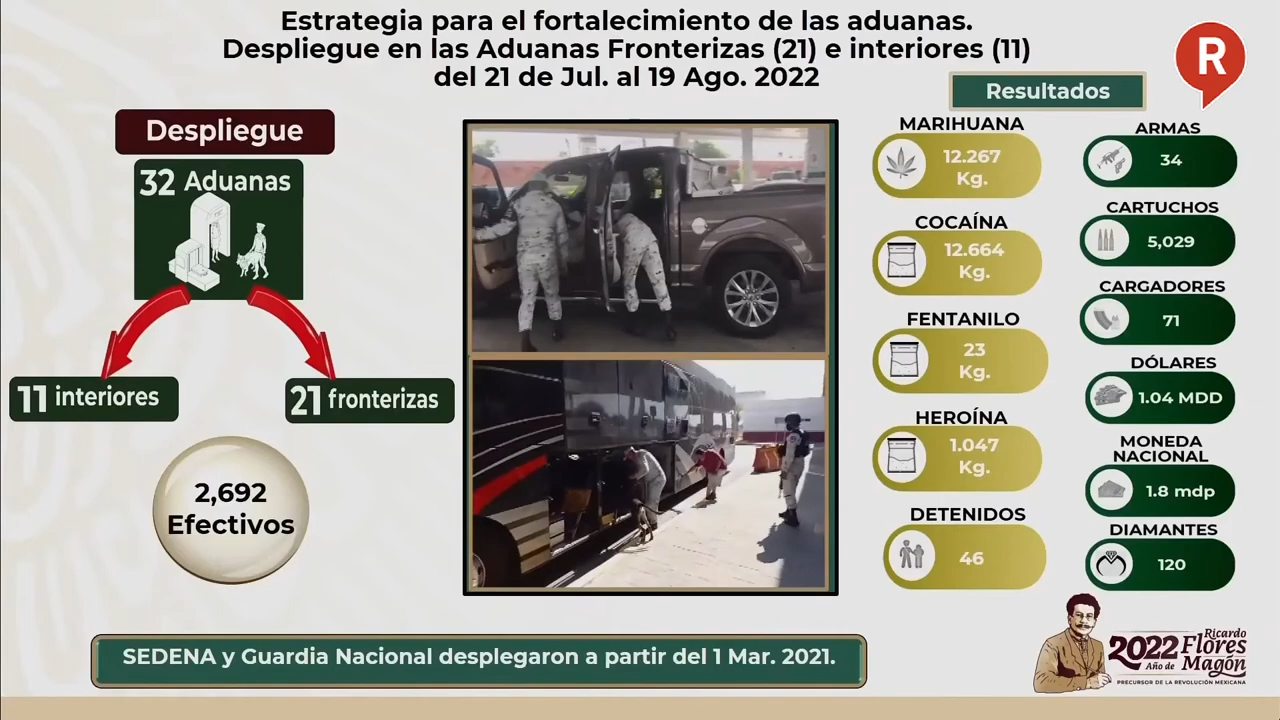 Estrategia para el fortalecimiento de las aduanas.
Despliegue en las Aduanas Fronterizas (21) e interiores (11)
del 21 de Jul. al 19 Ago. 2022
R
Despliegue
32 Aduanas
11 interiores
21 fronterizas
2,692
Efectivos
Resultados
MARIHUANA
12.267
Kg.
COCAÍNA
12.664
Kg.
FENTANILO
23
Kg.
HEROÍNA
1.047
Kg.
DETENIDOS
46
ARMAS
34
CARTUCHOS
5,029
CARGADORES
71
DÓLARES
1.04 MDD
MONEDA
NACIONAL
1.8 mdp
DIAMANTES
120
SEDENA y Guardia Nacional desplegaron a partir del 1 Mar. 2021.
2022
Año de
Ricardo
Flores
Magón
PRECURSOR DE LA REVOLUCIÓN MEXICANA